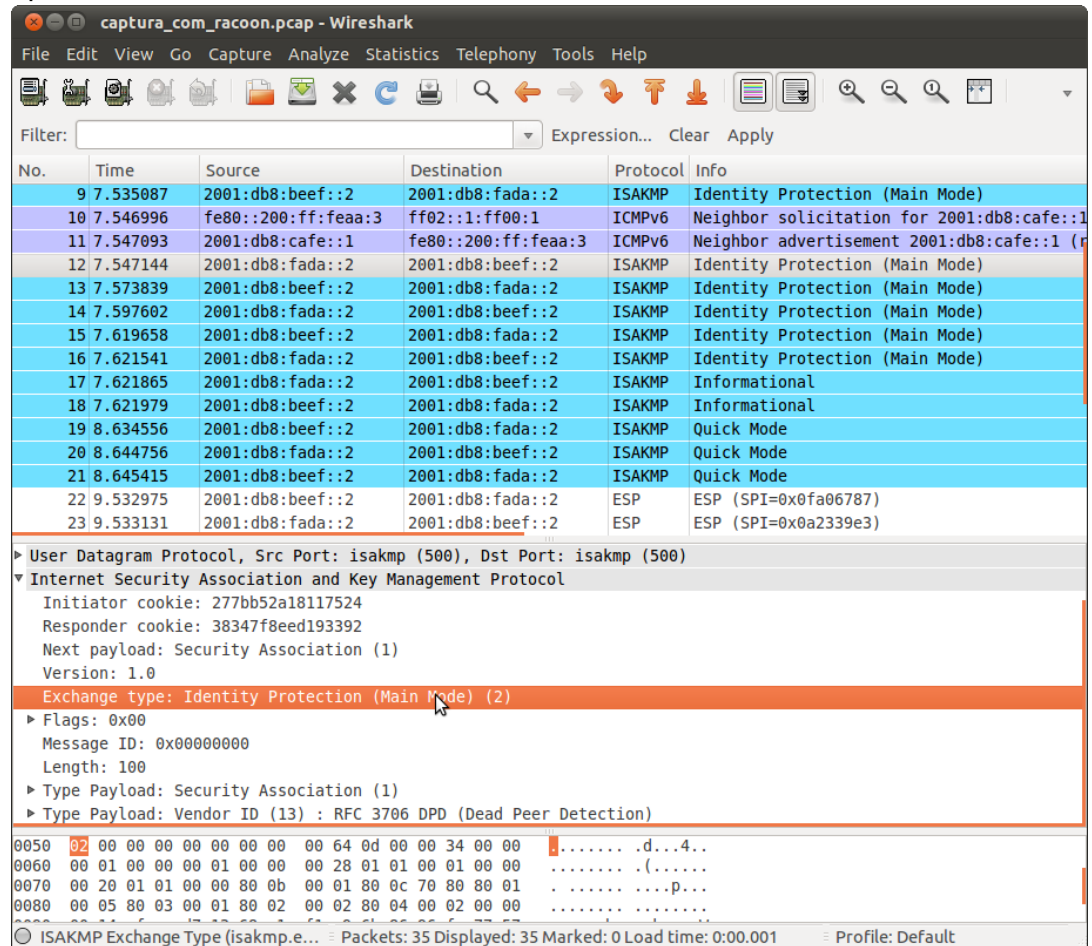 captura_com_racoon.pcap - Wireshark
File Edit View Go Capture Analyze Statistics Telephony Tools Help
Filter: Expression... Clear Apply
No. Time Source Destination Protocol Info
9 7.535087 2001:db8:beef::2 2001:db8:fada::2 ISAKMP Identity Protection (Main Mode)
10 7.546996 fe80::200:ff:feaa:3 ff02::1:ff00:1 ICMPv6 Neighbor solicitation for 2001:db8:cafe::1
11 7.547093 2001:db8:cafe::1 fe80::200:ff:feaa:3 ICMPv6 Neighbor advertisement 2001:db8:cafe::1 (r
12 7.547144 2001:db8:fada::2 2001:db8:beef::2 ISAKMP Identity Protection (Main Mode)
13 7.573839 2001:db8:beef::2 2001:db8:fada::2 ISAKMP Identity Protection (Main Mode)
14 7.597602 2001:db8:fada::2 2001:db8:beef::2 ISAKMP Identity Protection (Main Mode)
15 7.619658 2001:db8:beef::2 2001:db8:fada::2 ISAKMP Identity Protection (Main Mode)
16 7.621541 2001:db8:fada::2 2001:db8:beef::2 ISAKMP Identity Protection (Main Mode)
17 7.621865 2001:db8:fada::2 2001:db8:beef::2 ISAKMP Informational
18 7.621979 2001:db8:beef::2 2001:db8:fada::2 ISAKMP Informational
19 8.634556 2001:db8:beef::2 2001:db8:fada::2 ISAKMP Quick Mode
20 8.644756 2001:db8:fada::2 2001:db8:beef::2 ISAKMP Quick Mode
21 8.645415 2001:db8:beef::2 2001:db8:fada::2 ISAKMP Quick Mode
22 9.532975 2001:db8:beef::2 2001:db8:fada::2 ESP ESP (SPI=0x0fa06787)
23 9.533131 2001:db8:fada::2 2001:db8:beef::2 ESP ESP (SPI=0x0a2339e3)
User Datagram Protocol, Src Port: isakmp (500), Dst Port: isakmp (500)
Internet Security Association and Key Management Protocol
Initiator cookie: 277bb52a18117524
Responder cookie: 38347f8eed193392
Next payload: Security Association (1)
Version: 1.0
Exchange type: Identity Protection (Main Mode) (2)
Flags: 0x00
Message ID: 0x00000000
Length: 100
Type Payload: Security Association (1)
Type Payload: Vendor ID (13) : RFC 3706 DPD (Dead Peer Detection)
0050 02 00 00 00 00 00 00 00 00 64 0d 00 00 34 00 00 ........ .d...4..
0060 00 01 00 00 00 01 00 00 00 28 01 01 00 01 00 00 ........ .(......
0070 00 20 01 01 00 00 80 0b 00 01 80 0c 70 80 80 01 . ...... ....p...
0080 00 05 80 03 00 01 80 02 00 02 80 04 00 02 00 00 ........ ........
ISAKMP Exchange Type (isakmp.e... Packets: 35 Displayed: 35 Marked: 0 Load time: 0:00.001 Profile: Default